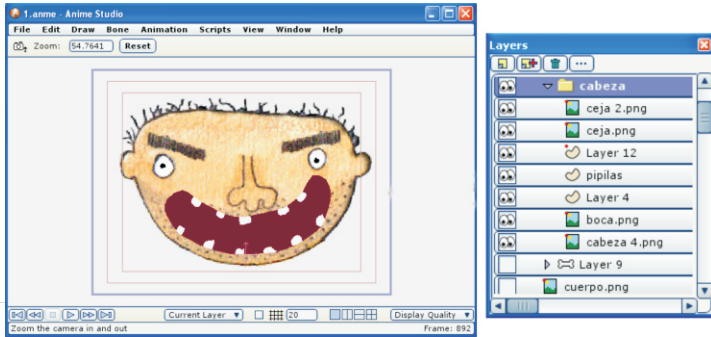 1.anme - Anime Studio
File Edit Draw Bone Animation Scripts View Window Help
Zoom: 54.7641 Reset
Current Layer 20 Display Quality
Zoom the camera in and out Frame: 892
Layers
cabeza
ceja 2.png
ceja.png
Layer 12
pipilas
Layer 4
boca.png
cabeza 4.png
Layer 9
cuerpo.png